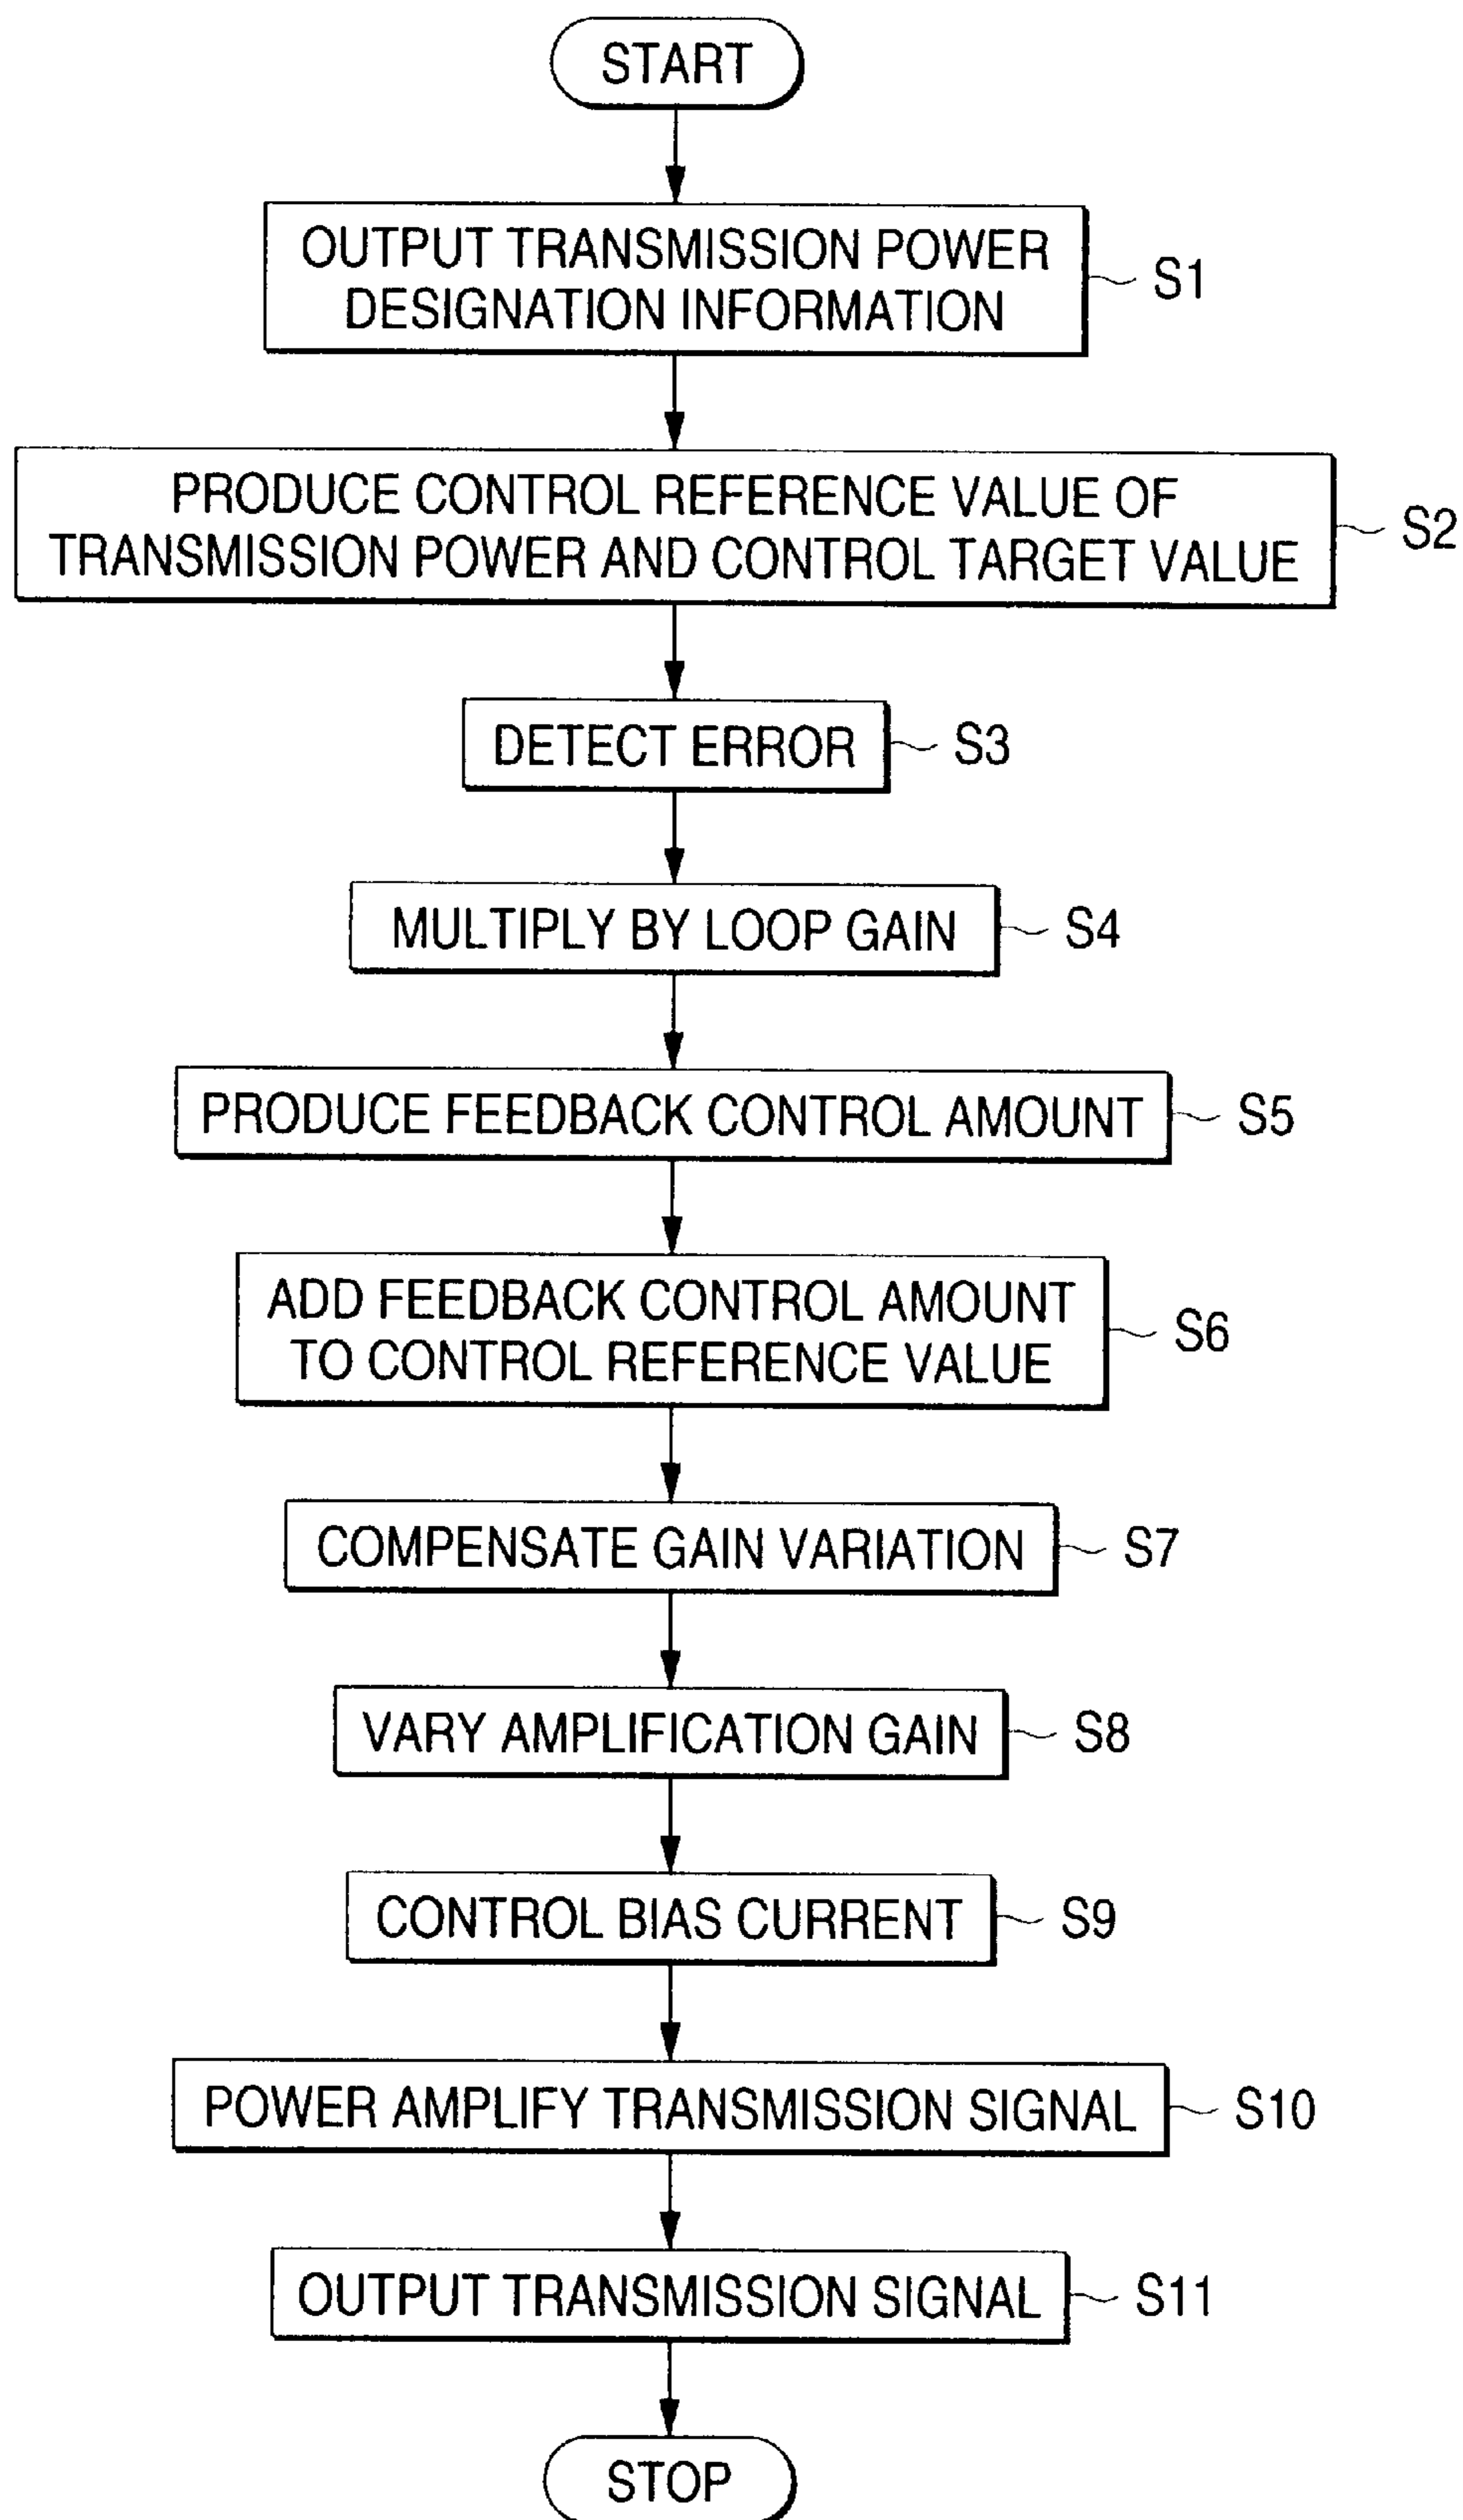 START
OUTPUT TRANSMISSION POWER
DESIGNATION INFORMATION
S1
PRODUCE CONTROL REFERENCE VALUE OF
TRANSMISSION POWER AND CONTROL TARGET VALUE
S2
DETECT ERROR
S3
MULTIPLY BY LOOP GAIN
S4
PRODUCE FEEDBACK CONTROL AMOUNT
S5
ADD FEEDBACK CONTROL AMOUNT
TO CONTROL REFERENCE VALUE
S6
COMPENSATE GAIN VARIATION
S7
VARY AMPLIFICATION GAIN
S8
CONTROL BIAS CURRENT
S9
POWER AMPLIFY TRANSMISSION SIGNAL
S10
OUTPUT TRANSMISSION SIGNAL
S11
STOP